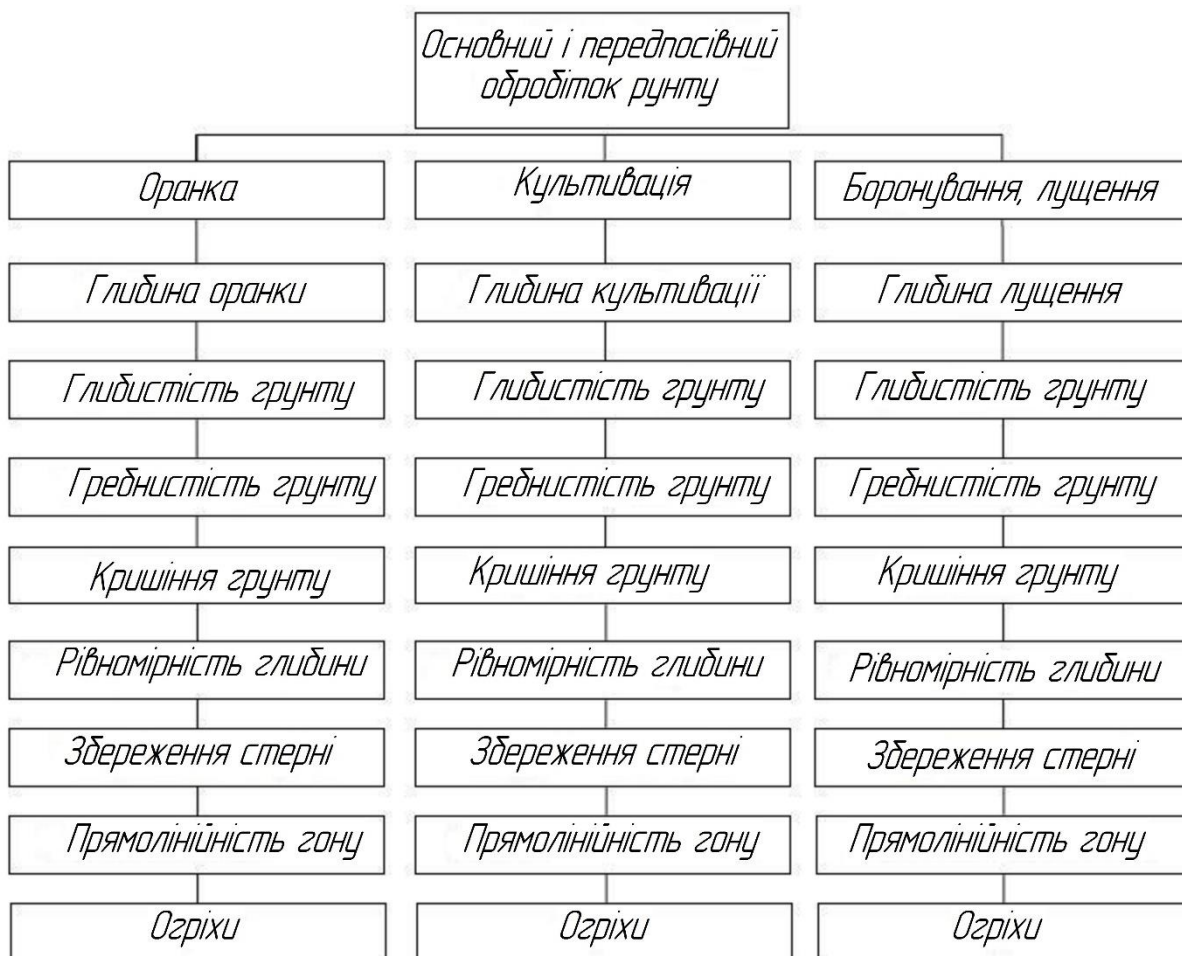 Основний і передпосівний
обробіток рунту
Оранка
Культивація
Боронування, лущення
Глибина оранки
Глибина культивації
Глибина лущення
Глибистість грунту
Глибистість грунту
Глибистість грунту
Гребнистість грунту
Гребнистість грунту
Гребнистість грунту
Кришіння грунту
Кришіння грунту
Кришіння грунту
Рівномірність глибини
Рівномірність глибини
Рівномірність глибини
Збереження стерні
Збереження стерні
Збереження стерні
Прямолінійність гону
Прямолінійність гону
Прямолінійність гону
Огріхи
Огріхи
Огріхи